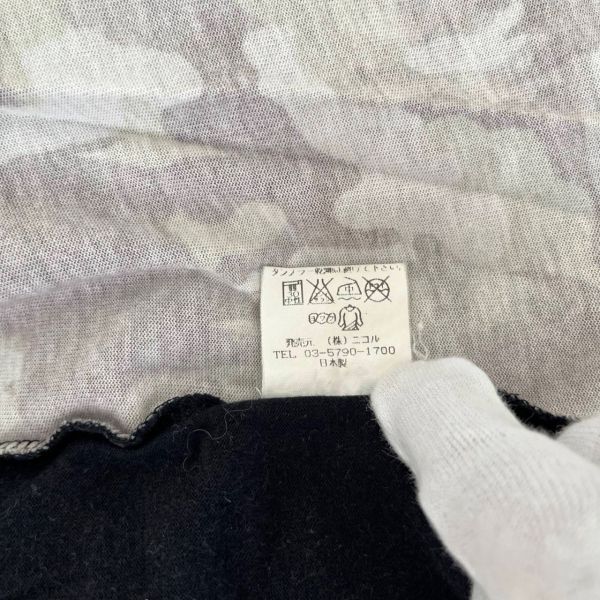 タンブラー乾燥はお避け下さい。
中
発売元 (株)ニコル
TEL 03-5790-1700
日本製